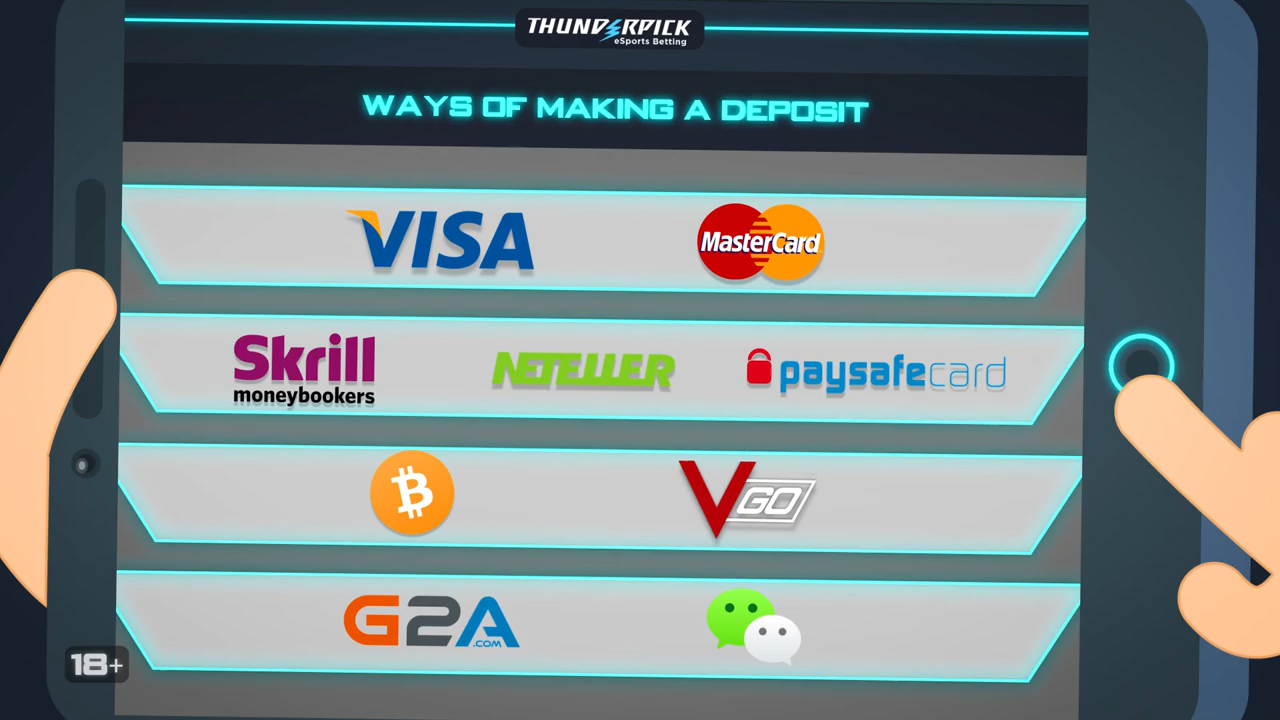 THUNDERPICK
eSports Betting
WAYS OF MAKING A DEPOSIT
VISA MasterCard
Skrill NETELLER paysafecard
moneybookers
B VGO
G2A
.COM
18+